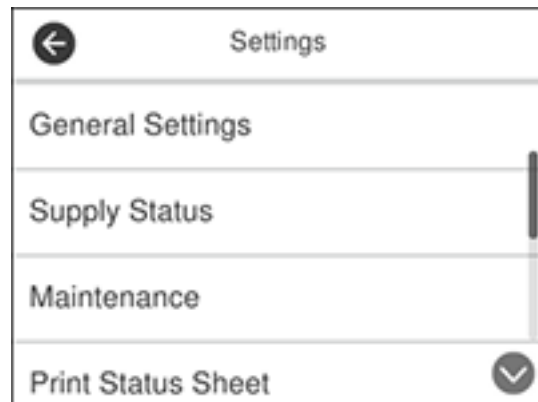 Settings
General Settings
Supply Status
Maintenance
Print Status Sheet